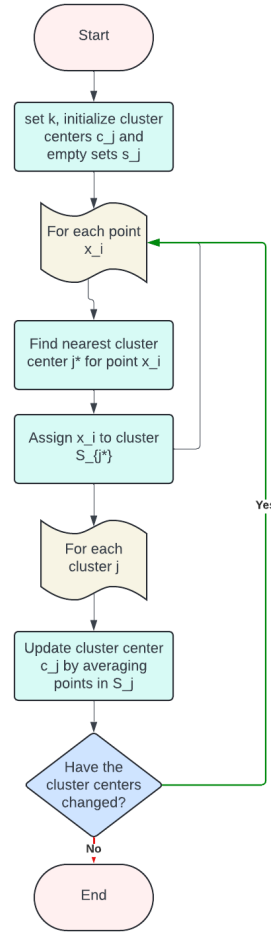 Start
set k, initialize cluster
centers c_j and
empty sets s_j
For each point
x_i
Find nearest cluster
center j* for point x_i
Assign x_i to cluster
S_{j*}
Yes
For each
cluster j
Update cluster center
c_j by averaging
points in S_j
Have the
cluster centers
changed?
No
End